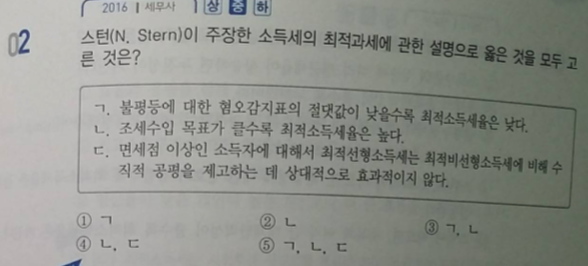 2016 | 세무사 상 중 하
02 스턴(N. Stern)이 주장한 소득세의 최적과세에 관한 설명으로 옳은 것을 모두 고
른 것은?
ㄱ. 불평등에 대한 혐오감지표의 절댓값이 낮을수록 최적소득세율은 낮다.
ㄴ. 조세수입 목표가 클수록 최적소득세율은 높다.
ㄷ. 면세점 이상인 소득자에 대해서 최적선형소득세는 최적비선형소득세에 비해 수
직적 공평을 제고하는 데 상대적으로 효과적이지 않다.
① ㄱ ② ㄴ ③ ㄱ, ㄴ
④ ㄴ, ㄷ ⑤ ㄱ, ㄴ, ㄷ